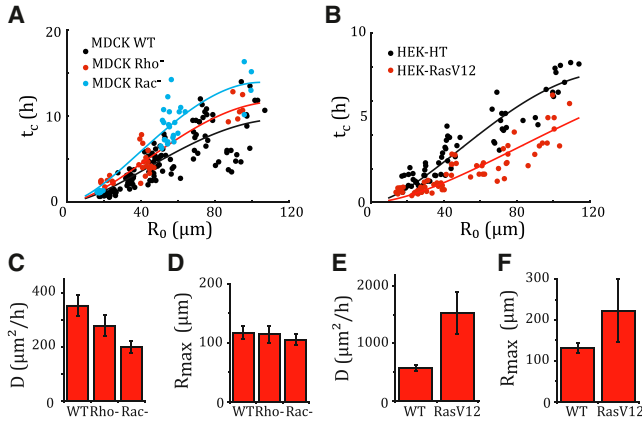 A
20
10
0
t_c (h)
0
40
80
120
R_0 (μm)
MDCK WT
MDCK Rho⁻
MDCK Rac⁻
B
10
5
0
t_c (h)
0
40
80
120
R_0 (μm)
HEK-HT
HEK-RasV12
C
400
200
0
D (μm²/h)
WT Rho- Rac-
D
200
100
0
R_max (μm)
WT Rho- Rac-
E
2000
1000
0
D (μm²/h)
WT RasV12
F
300
200
100
0
R_max (μm)
WT RasV12